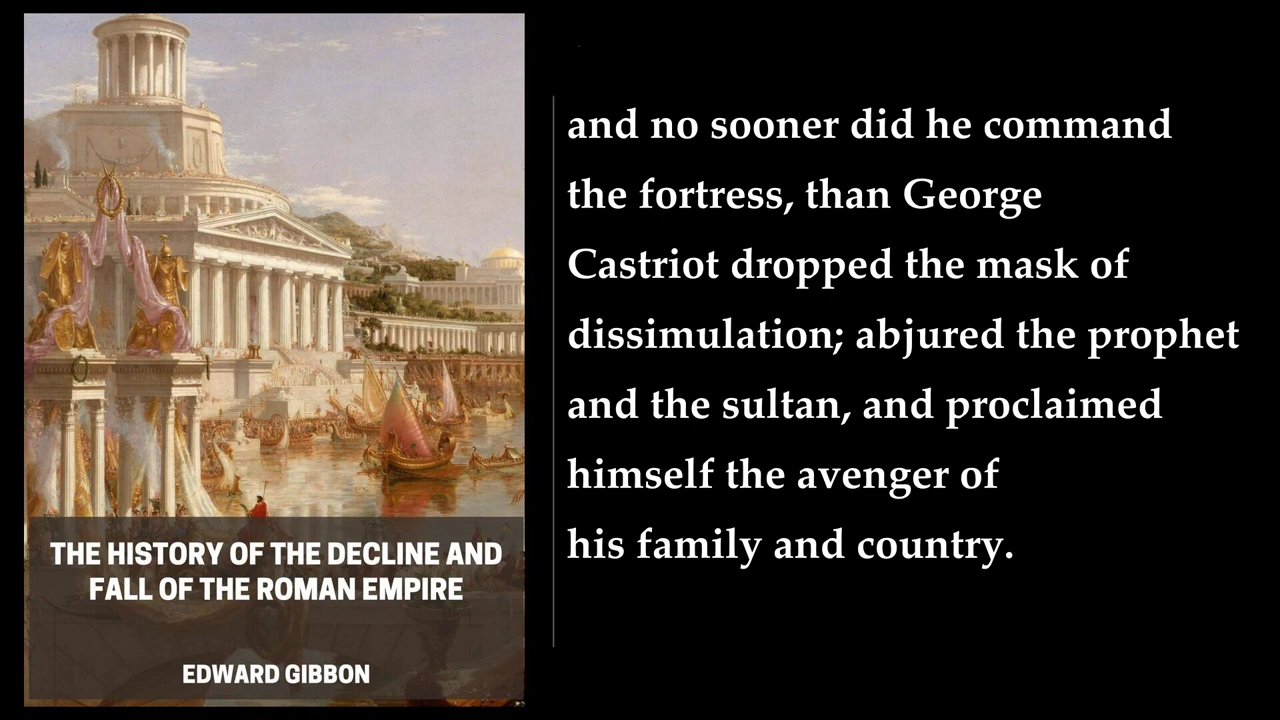 THE HISTORY OF THE DECLINE AND
FALL OF THE ROMAN EMPIRE
EDWARD GIBBON
and no sooner did he command
the fortress, than George
Castriot dropped the mask of
dissimulation; abjured the prophet
and the sultan, and proclaimed
himself the avenger of
his family and country.